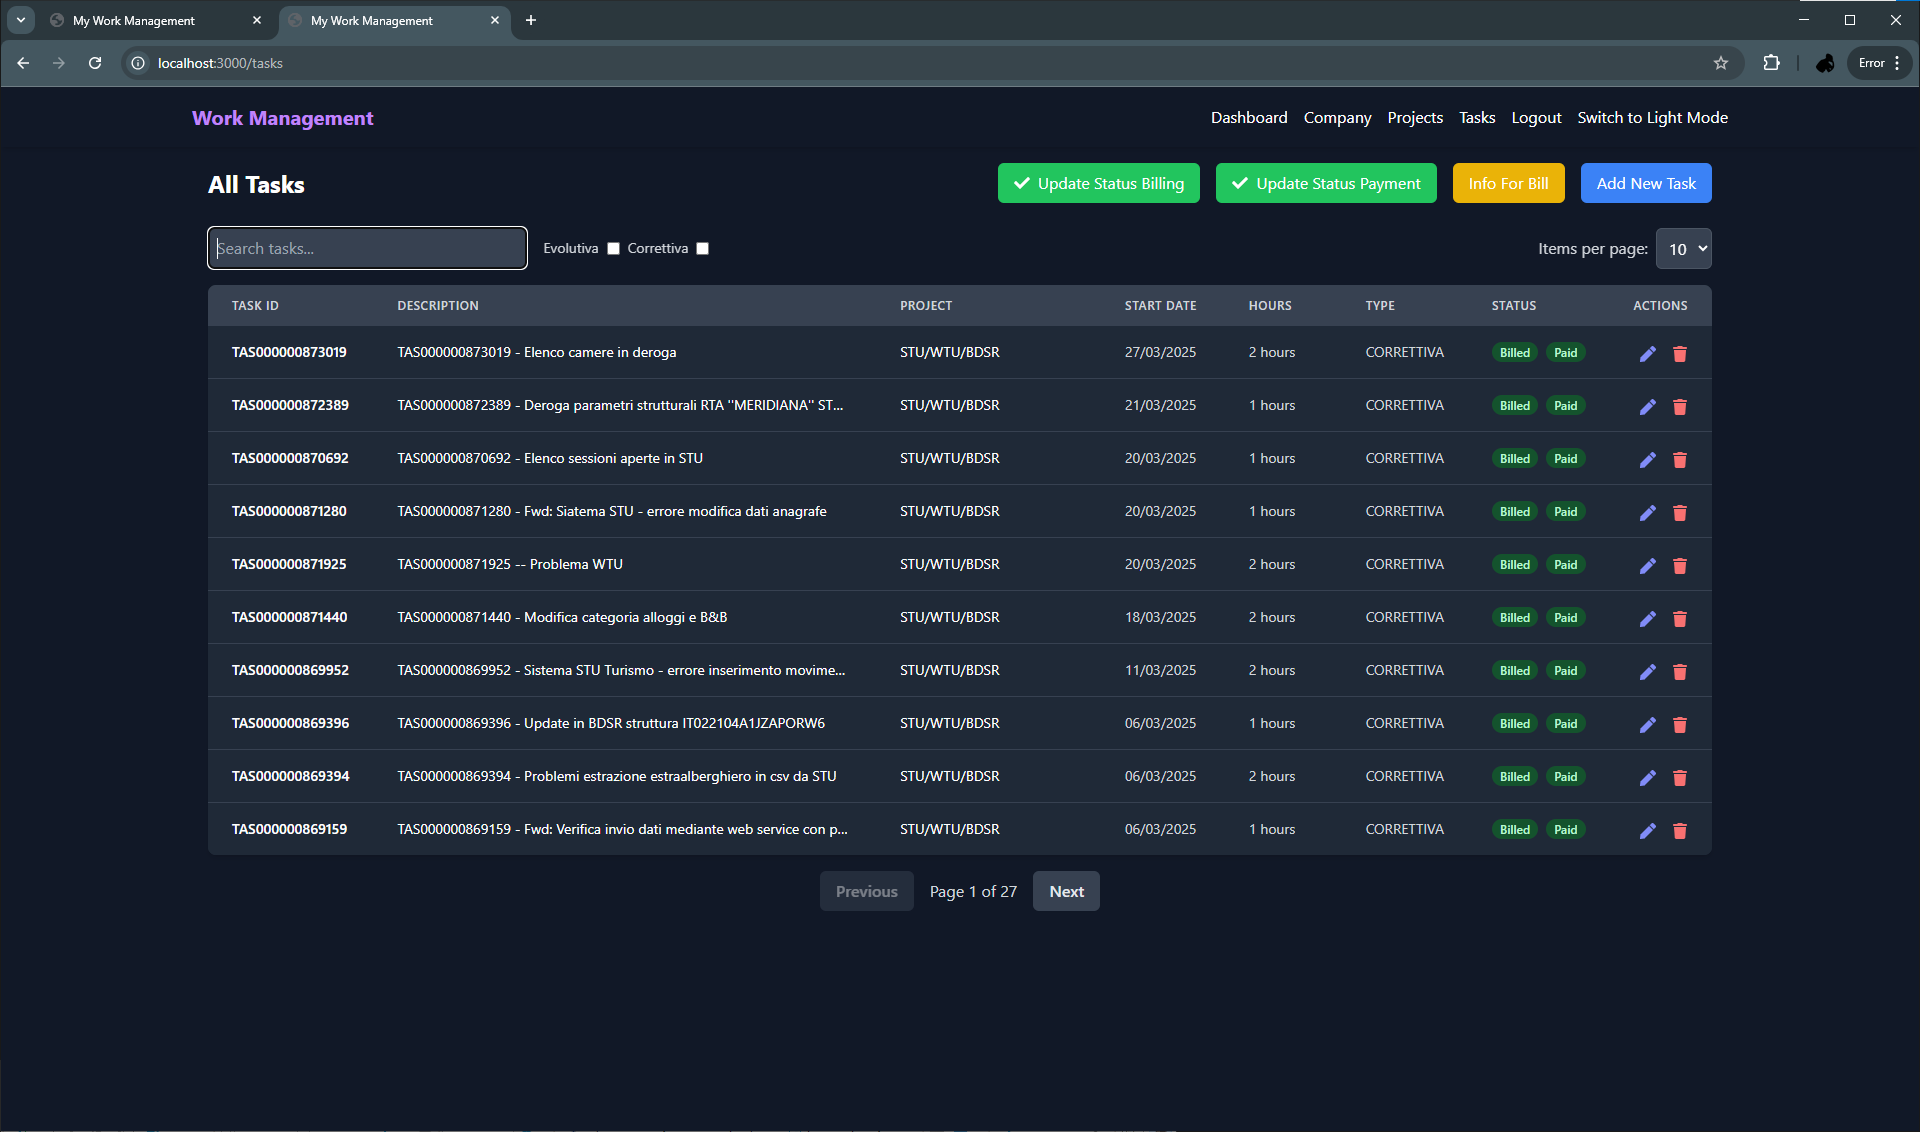 My Work Management
My Work Management
localhost:3000/tasks
Error
Work Management
Dashboard Company Projects Tasks Logout Switch to Light Mode
All Tasks
Update Status Billing Update Status Payment Info For Bill Add New Task
Search tasks... Evolutiva Correttiva Items per page: 10
TASK ID DESCRIPTION PROJECT START DATE HOURS TYPE STATUS ACTIONS
TAS000000873019 TAS000000873019 - Elenco camere in deroga STU/WTU/BDSR 27/03/2025 2 hours CORRETTIVA Billed Paid
TAS000000872389 TAS000000872389 - Deroga parametri strutturali RTA "MERIDIANA" ST... STU/WTU/BDSR 21/03/2025 1 hours CORRETTIVA Billed Paid
TAS000000870692 TAS000000870692 - Elenco sessioni aperte in STU STU/WTU/BDSR 20/03/2025 1 hours CORRETTIVA Billed Paid
TAS000000871280 TAS000000871280 - Fwd: Siatema STU - errore modifica dati anagrafe STU/WTU/BDSR 20/03/2025 1 hours CORRETTIVA Billed Paid
TAS000000871925 TAS000000871925 -- Problema WTU STU/WTU/BDSR 20/03/2025 2 hours CORRETTIVA Billed Paid
TAS000000871440 TAS000000871440 - Modifica categoria alloggi e B&B STU/WTU/BDSR 18/03/2025 2 hours CORRETTIVA Billed Paid
TAS000000869952 TAS000000869952 - Sistema STU Turismo - errore inserimento movime... STU/WTU/BDSR 11/03/2025 2 hours CORRETTIVA Billed Paid
TAS000000869396 TAS000000869396 - Update in BDSR struttura IT022104A1JZAPORW6 STU/WTU/BDSR 06/03/2025 1 hours CORRETTIVA Billed Paid
TAS000000869394 TAS000000869394 - Problemi estrazione estraalberghiero in csv da STU STU/WTU/BDSR 06/03/2025 2 hours CORRETTIVA Billed Paid
TAS000000869159 TAS000000869159 - Fwd: Verifica invio dati mediante web service con p... STU/WTU/BDSR 06/03/2025 1 hours CORRETTIVA Billed Paid
Previous Page 1 of 27 Next